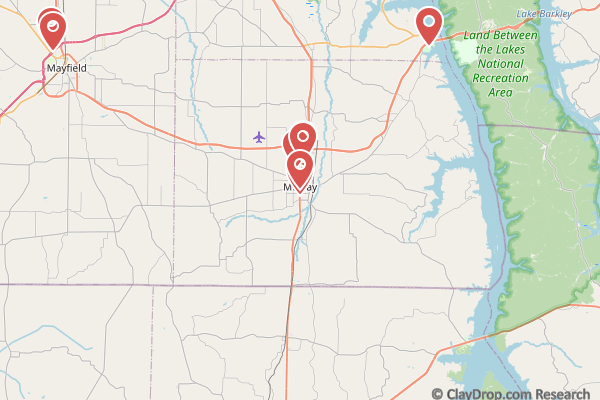 Lake Barkley
Land Between
the Lakes
National
Recreation
Area
Mayfield
© ClayDrop.com Research